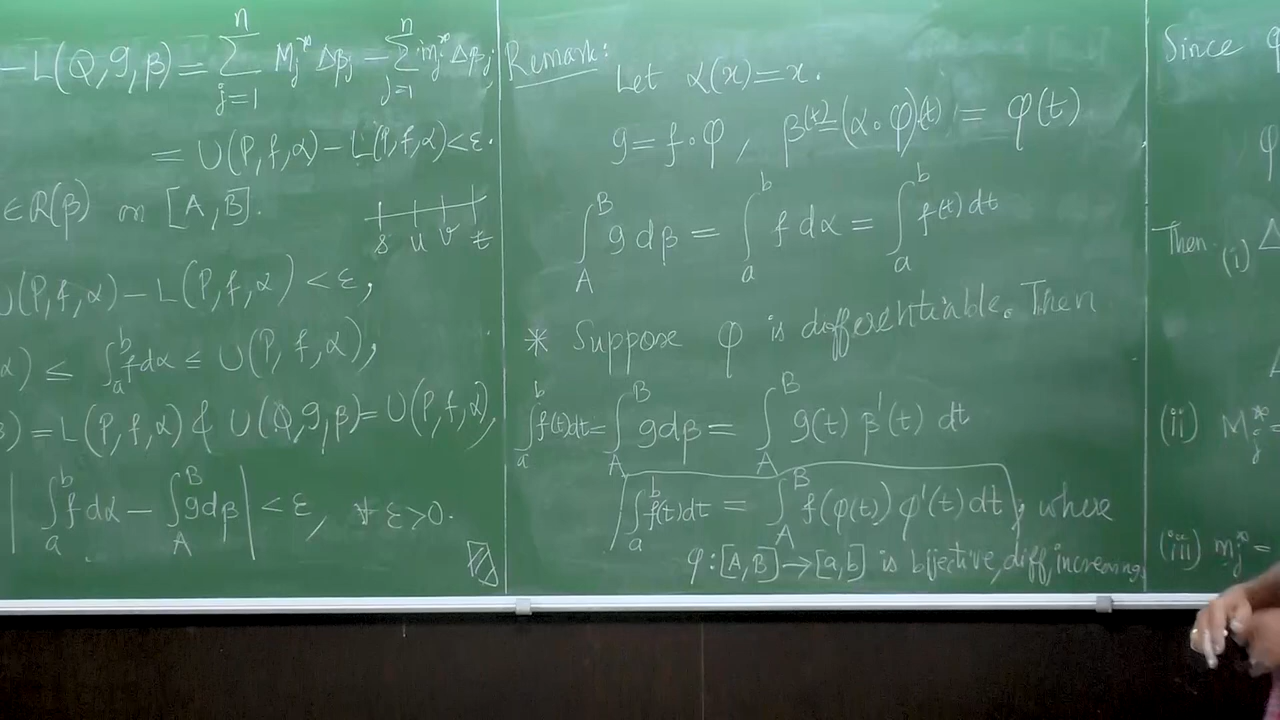 - L(Q, g, β) = \sum_{j=1}^{n} M_j^* Δβ_j - \sum_{j=1}^{n} m_j^* Δβ_j
= U(P, f, α) - L(P, f, α) < ε.
∈ R(β) on [A, B].
s u v t
U(P, f, α) - L(P, f, α) < ε,
α) ≤ ∫_a^b f dα ≤ U(P, f, α),
β) = L(P, f, α) & U(Q, g, β) = U(P, f, α),
| ∫_a^b f dα - ∫_A^B g dβ | < ε, ∀ ε > 0.
Remark:
Let α(x) = x.
g = f∘φ, β(t) = (α∘φ)(t) = φ(t)
∫_A^B g dβ = ∫_a^b f dα = ∫_a^b f(t) dt
* Suppose φ is differentiable. Then
∫_a^b f(t) dt = ∫_A^B g dβ = ∫_A^B g(t) β'(t) dt
∫_a^b f(t) dt = ∫_A^B f(φ(t)) φ'(t) dt, where
φ : [A, B] → [a, b] is bijective, diff, increasing
Since φ
φ
Then (i) Δ
(ii) M_j^* =
(iii) m_j^* =